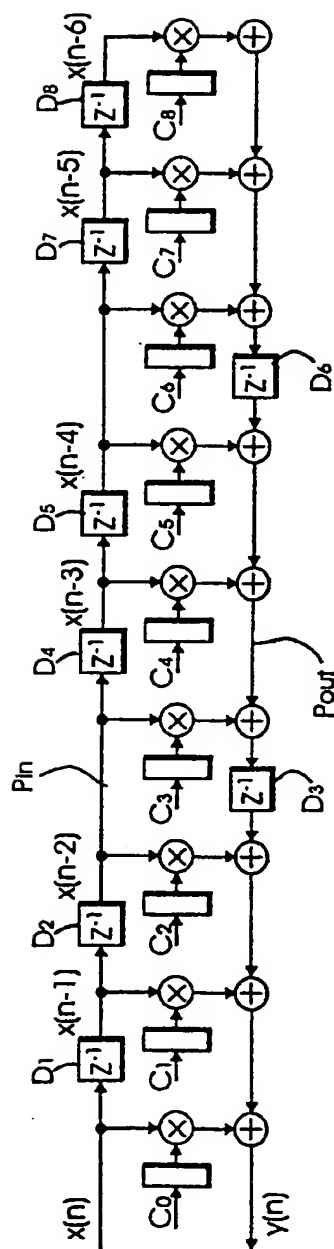 x(n)
D1
Z-1
x(n-1)
D2
Z-1
x(n-2)
PIn
D4
Z-1
x(n-3)
D5
Z-1
x(n-4)
D7
Z-1
x(n-5)
D8
Z-1
x(n-6)
C0
C1
C2
C3
C4
C5
C6
C7
C8
y(n)
Z-1
D3
Pout
Z-1
D6